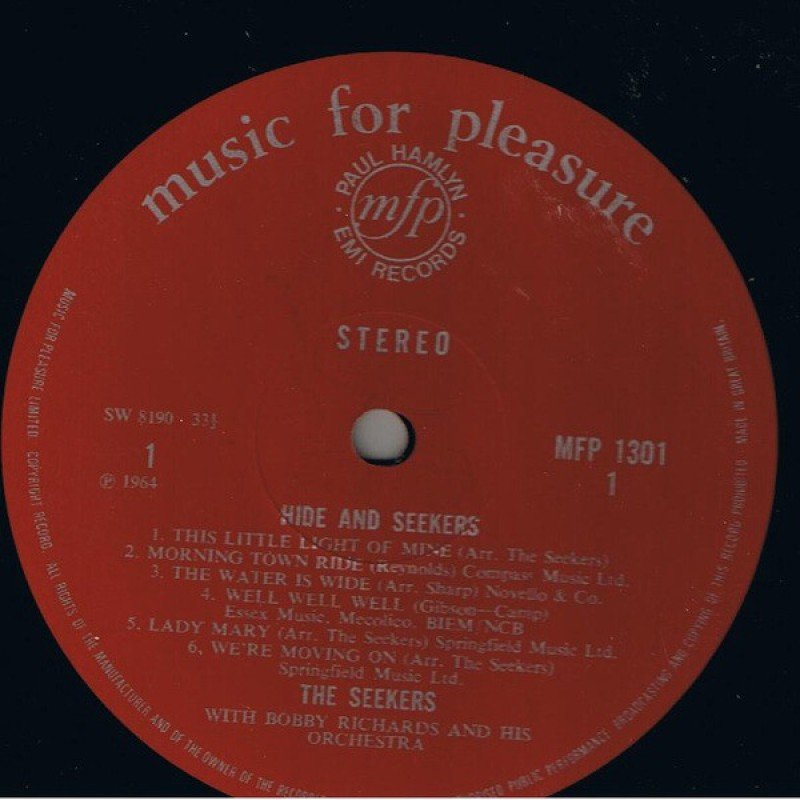 music for pleasure
· PAUL HAMLYN ·
mfp
EMI RECORDS
STEREO
SW 8190 · 33⅓
1
℗ 1964
MFP 1301
1
HIDE AND SEEKERS
1. THIS LITTLE LIGHT OF MINE (Arr. The Seekers)
2. MORNING TOWN RIDE (Reynolds) Compass Music Ltd.
3. THE WATER IS WIDE (Arr. Sharp) Novello & Co.
4. WELL WELL WELL (Gibson—Camp)
Essex Music, Mecolico, BIEM/NCB
5. LADY MARY (Arr. The Seekers) Springfield Music Ltd.
6. WE'RE MOVING ON (Arr. The Seekers)
Springfield Music Ltd.
THE SEEKERS
WITH BOBBY RICHARDS AND HIS
ORCHESTRA
MUSIC FOR PLEASURE LIMITED. COPYRIGHT RECORD. ALL RIGHTS OF THE MANUFACTURER AND OF THE OWNER OF THE RECORDED
PUBLIC PERFORMANCE, BROADCASTING AND COPYING OF THIS RECORD PROHIBITED. MADE IN GREAT BRITAIN.